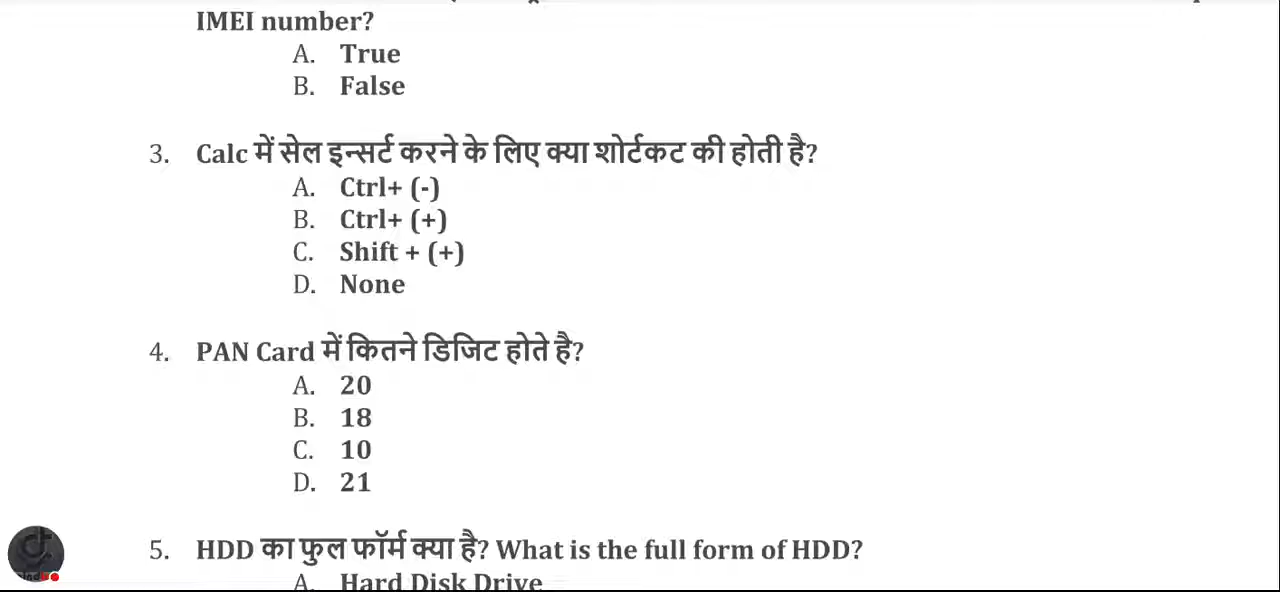 IMEI number?
A. True
B. False
3. Calc में सेल इन्सर्ट करने के लिए क्या शोर्टकट की होती है?
A. Ctrl+ (-)
B. Ctrl+ (+)
C. Shift + (+)
D. None
4. PAN Card में कितने डिजिट होते है?
A. 20
B. 18
C. 10
D. 21
5. HDD का फुल फॉर्म क्या है? What is the full form of HDD?
A. Hard Disk Drive